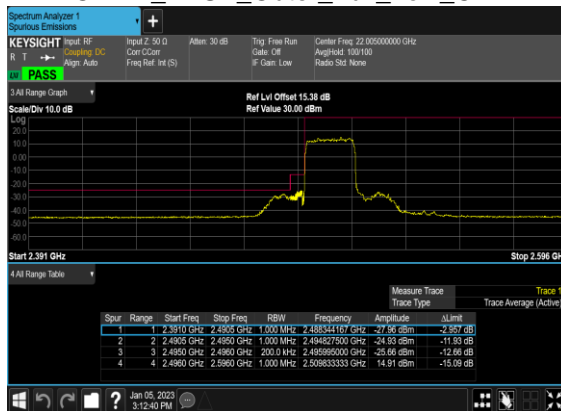 Spectrum Analyzer 1
Spurious Emissions
KEYSIGHT Input: RF Input Z: 50 Ω Atten: 30 dB Trig: Free Run Center Freq: 22.005000000 GHz
R T Coupling: DC Corr CCorr Gate: Off Avg|Hold: 100/100
Align: Auto Freq Ref: Int (S) IF Gain: Low Radio Std: None
LW PASS
3 All Range Graph
Ref Lvl Offset 15.38 dB
Scale/Div 10.0 dB Ref Value 30.00 dBm
Log
20.0
10.0
0.00
-10.0
-20.0
-30.0
-40.0
-50.0
-60.0
Start 2.391 GHz Stop 2.596 GH
4 All Range Table
Measure Trace Trace 1
Trace Type Trace Average (Active)
Spur Range Start Freq Stop Freq RBW Frequency Amplitude ΔLimit
1 1 2.3910 GHz 2.4905 GHz 1.000 MHz 2.488344167 GHz -27.96 dBm -2.957 dB
2 2 2.4905 GHz 2.4950 GHz 1.000 MHz 2.494827500 GHz -24.93 dBm -11.93 dB
3 3 2.4950 GHz 2.4960 GHz 200.0 kHz 2.495995000 GHz -25.66 dBm -12.66 dB
4 4 2.4960 GHz 2.5960 GHz 1.000 MHz 2.509833333 GHz 14.91 dBm -15.09 dB
Jan 05, 2023
3:12:40 PM